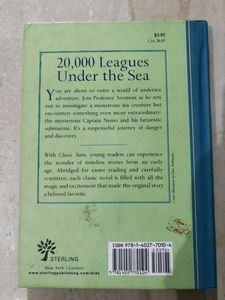 $5.95
Can. $6.95
20,000 Leagues
Under the Sea
You are about to enter a world of undersea
adventure. Join Professor Aronnax as he sets
out to investigate a monstrous sea creature but
encounters something even more extraordinary:
the mysterious Captain Nemo and his futuristic
submarine. It's a suspenseful journey of danger
and discovery.
With Classic Starts, young readers can experience
the wonder of timeless stories from an
early age. Abridged for easier reading and carefully
rewritten, each classic novel is filled with all the
magic and excitement that made the original story
a beloved favorite.
STERLING
New York / London
www.sterlingpublishing.com/kids
ISBN 978-1-4027-7010-4